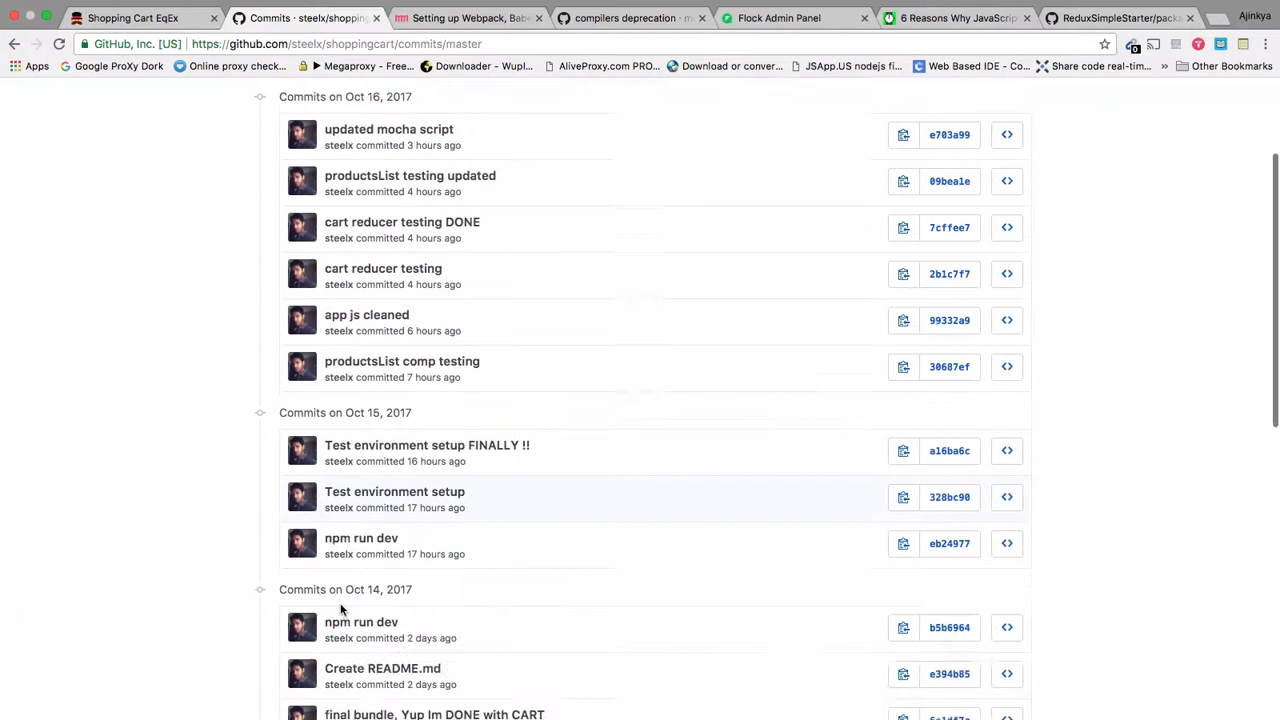 Shopping Cart EqEx
Commits · steelx/shopping
Setting up Webpack, Babe
compilers deprecation · m
Flock Admin Panel
6 Reasons Why JavaScrip
ReduxSimpleStarter/packa
Ajinkya
GitHub, Inc. [US]
https://github.com/steelx/shoppingcart/commits/master
Apps
Google ProXy Dork
Online proxy check...
Megaproxy - Free...
Downloader - Wupl...
AliveProxy.com PRO...
Download or conver...
JSApp.US nodejs fi...
Web Based IDE - Co...
Share code real-tim...
»
Other Bookmarks
Commits on Oct 16, 2017
updated mocha script
steelx committed 3 hours ago
e703a99
productsList testing updated
steelx committed 4 hours ago
09bea1e
cart reducer testing DONE
steelx committed 4 hours ago
7cffee7
cart reducer testing
steelx committed 4 hours ago
2b1c7f7
app js cleaned
steelx committed 6 hours ago
99332a9
productsList comp testing
steelx committed 7 hours ago
30687ef
Commits on Oct 15, 2017
Test environment setup FINALLY !!
steelx committed 16 hours ago
a16ba6c
Test environment setup
steelx committed 17 hours ago
328bc90
npm run dev
steelx committed 17 hours ago
eb24977
Commits on Oct 14, 2017
npm run dev
steelx committed 2 days ago
b5b6964
Create README.md
steelx committed 2 days ago
e394b85
final bundle, Yup Im DONE with CART